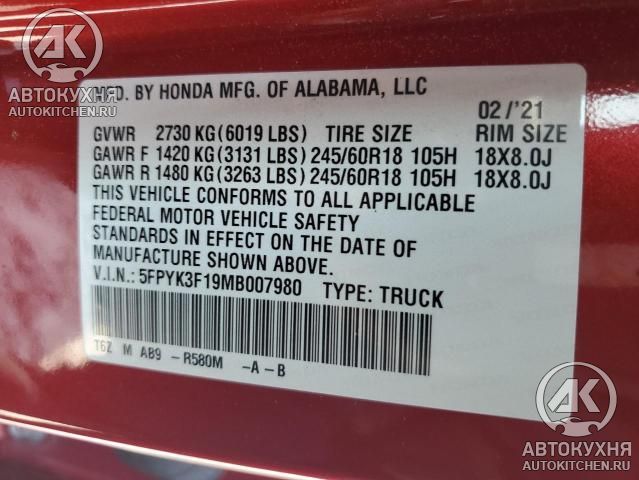 AK
АВТОКУХНЯ
AUTOKITCHEN.RU
MFD. BY HONDA MFG. OF ALABAMA, LLC
02/'21
GVWR 2730 KG(6019 LBS) TIRE SIZE RIM SIZE
GAWR F 1420 KG(3131 LBS) 245/60R18 105H 18X8.0J
GAWR R 1480 KG(3263 LBS) 245/60R18 105H 18X8.0J
THIS VEHICLE CONFORMS TO ALL APPLICABLE
FEDERAL MOTOR VEHICLE SAFETY
STANDARDS IN EFFECT ON THE DATE OF
MANUFACTURE SHOWN ABOVE.
V.I.N.: 5FPYK3F19MB007980 TYPE: TRUCK
T6Z M AB9 -R580M -A-B
AK
АВТОКУХНЯ
AUTOKITCHEN.RU